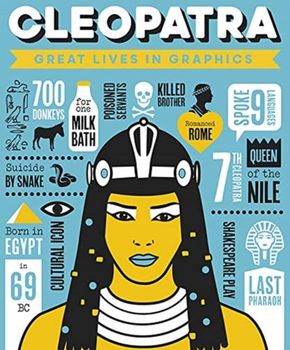 CLEOPATRA
GREAT LIVES IN GRAPHICS
700
DONKEYS
for
one
MILK
BATH
POISONED
SERVANTS
KILLED
BROTHER
Romanced
ROME
SPOKE
9
LANGUAGES
7TH
CLEOPATRA
QUEEN
of the
NILE
Suicide
BY SNAKE
Born in
EGYPT
in
69
BC
CULTURAL ICON
SHAKESPEARE PLAY
LAST
PHARAOH